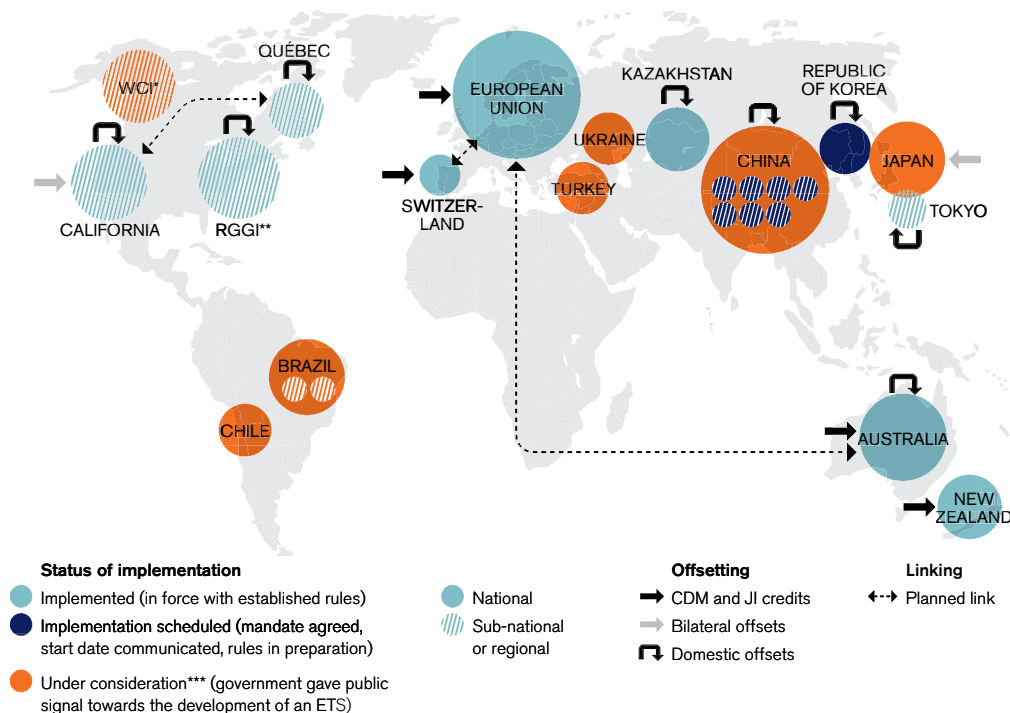 QUÉBEC
WCI*
KAZAKHSTAN
REPUBLIC
OF KOREA
EUROPEAN
UNION
UKRAINE
CHINA
JAPAN
TURKEY
SWITZER-
LAND
TOKYO
CALIFORNIA
RGGI**
BRAZIL
CHILE
AUSTRALIA
NEW
ZEALAND
Status of implementation
Implemented (in force with established rules)
Implementation scheduled (mandate agreed,
start date communicated, rules in preparation)
Under consideration*** (government gave public
signal towards the development of an ETS)
National
Sub-national
or regional
Offsetting
CDM and JI credits
Bilateral offsets
Domestic offsets
Linking
Planned link